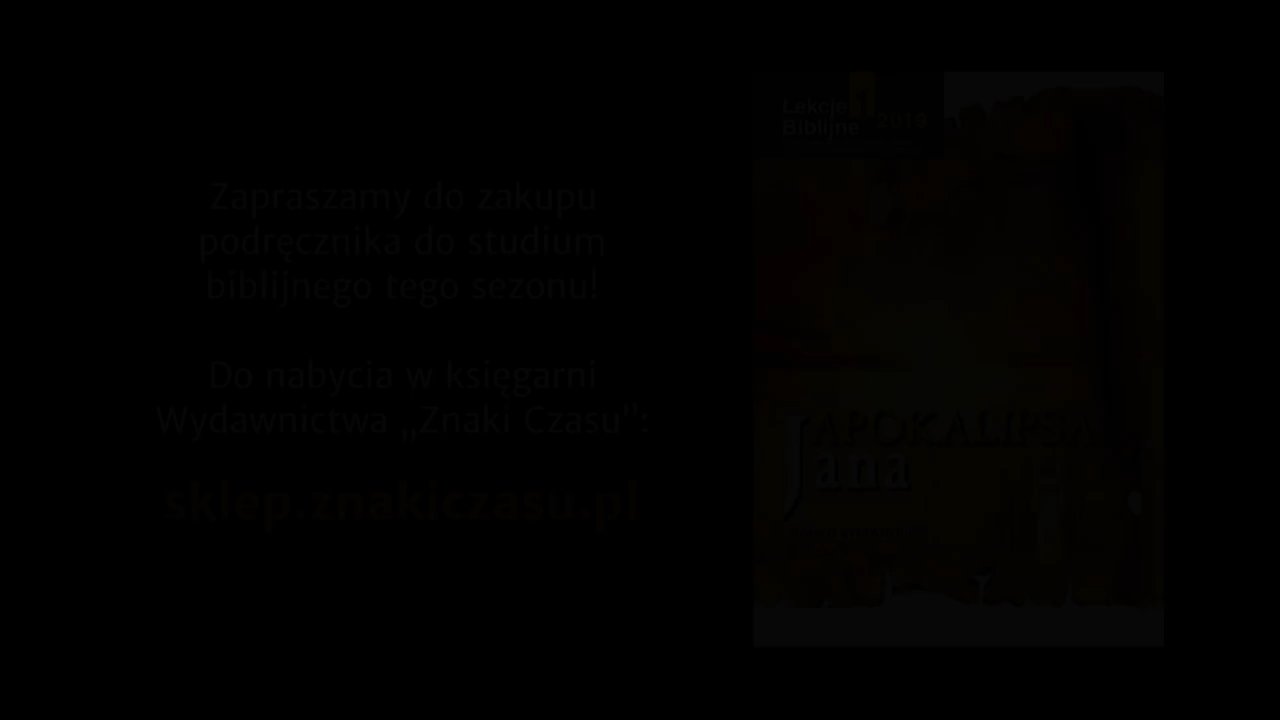 Zapraszamy do zakupu
podręcznika do studium
biblijnego tego sezonu!
Do nabycia w księgarni
Wydawnictwa „Znaki Czasu”:
sklep.znakiczasu.pl
Lekcje 1
Biblijne 2019
APOKALIPSA
Jana